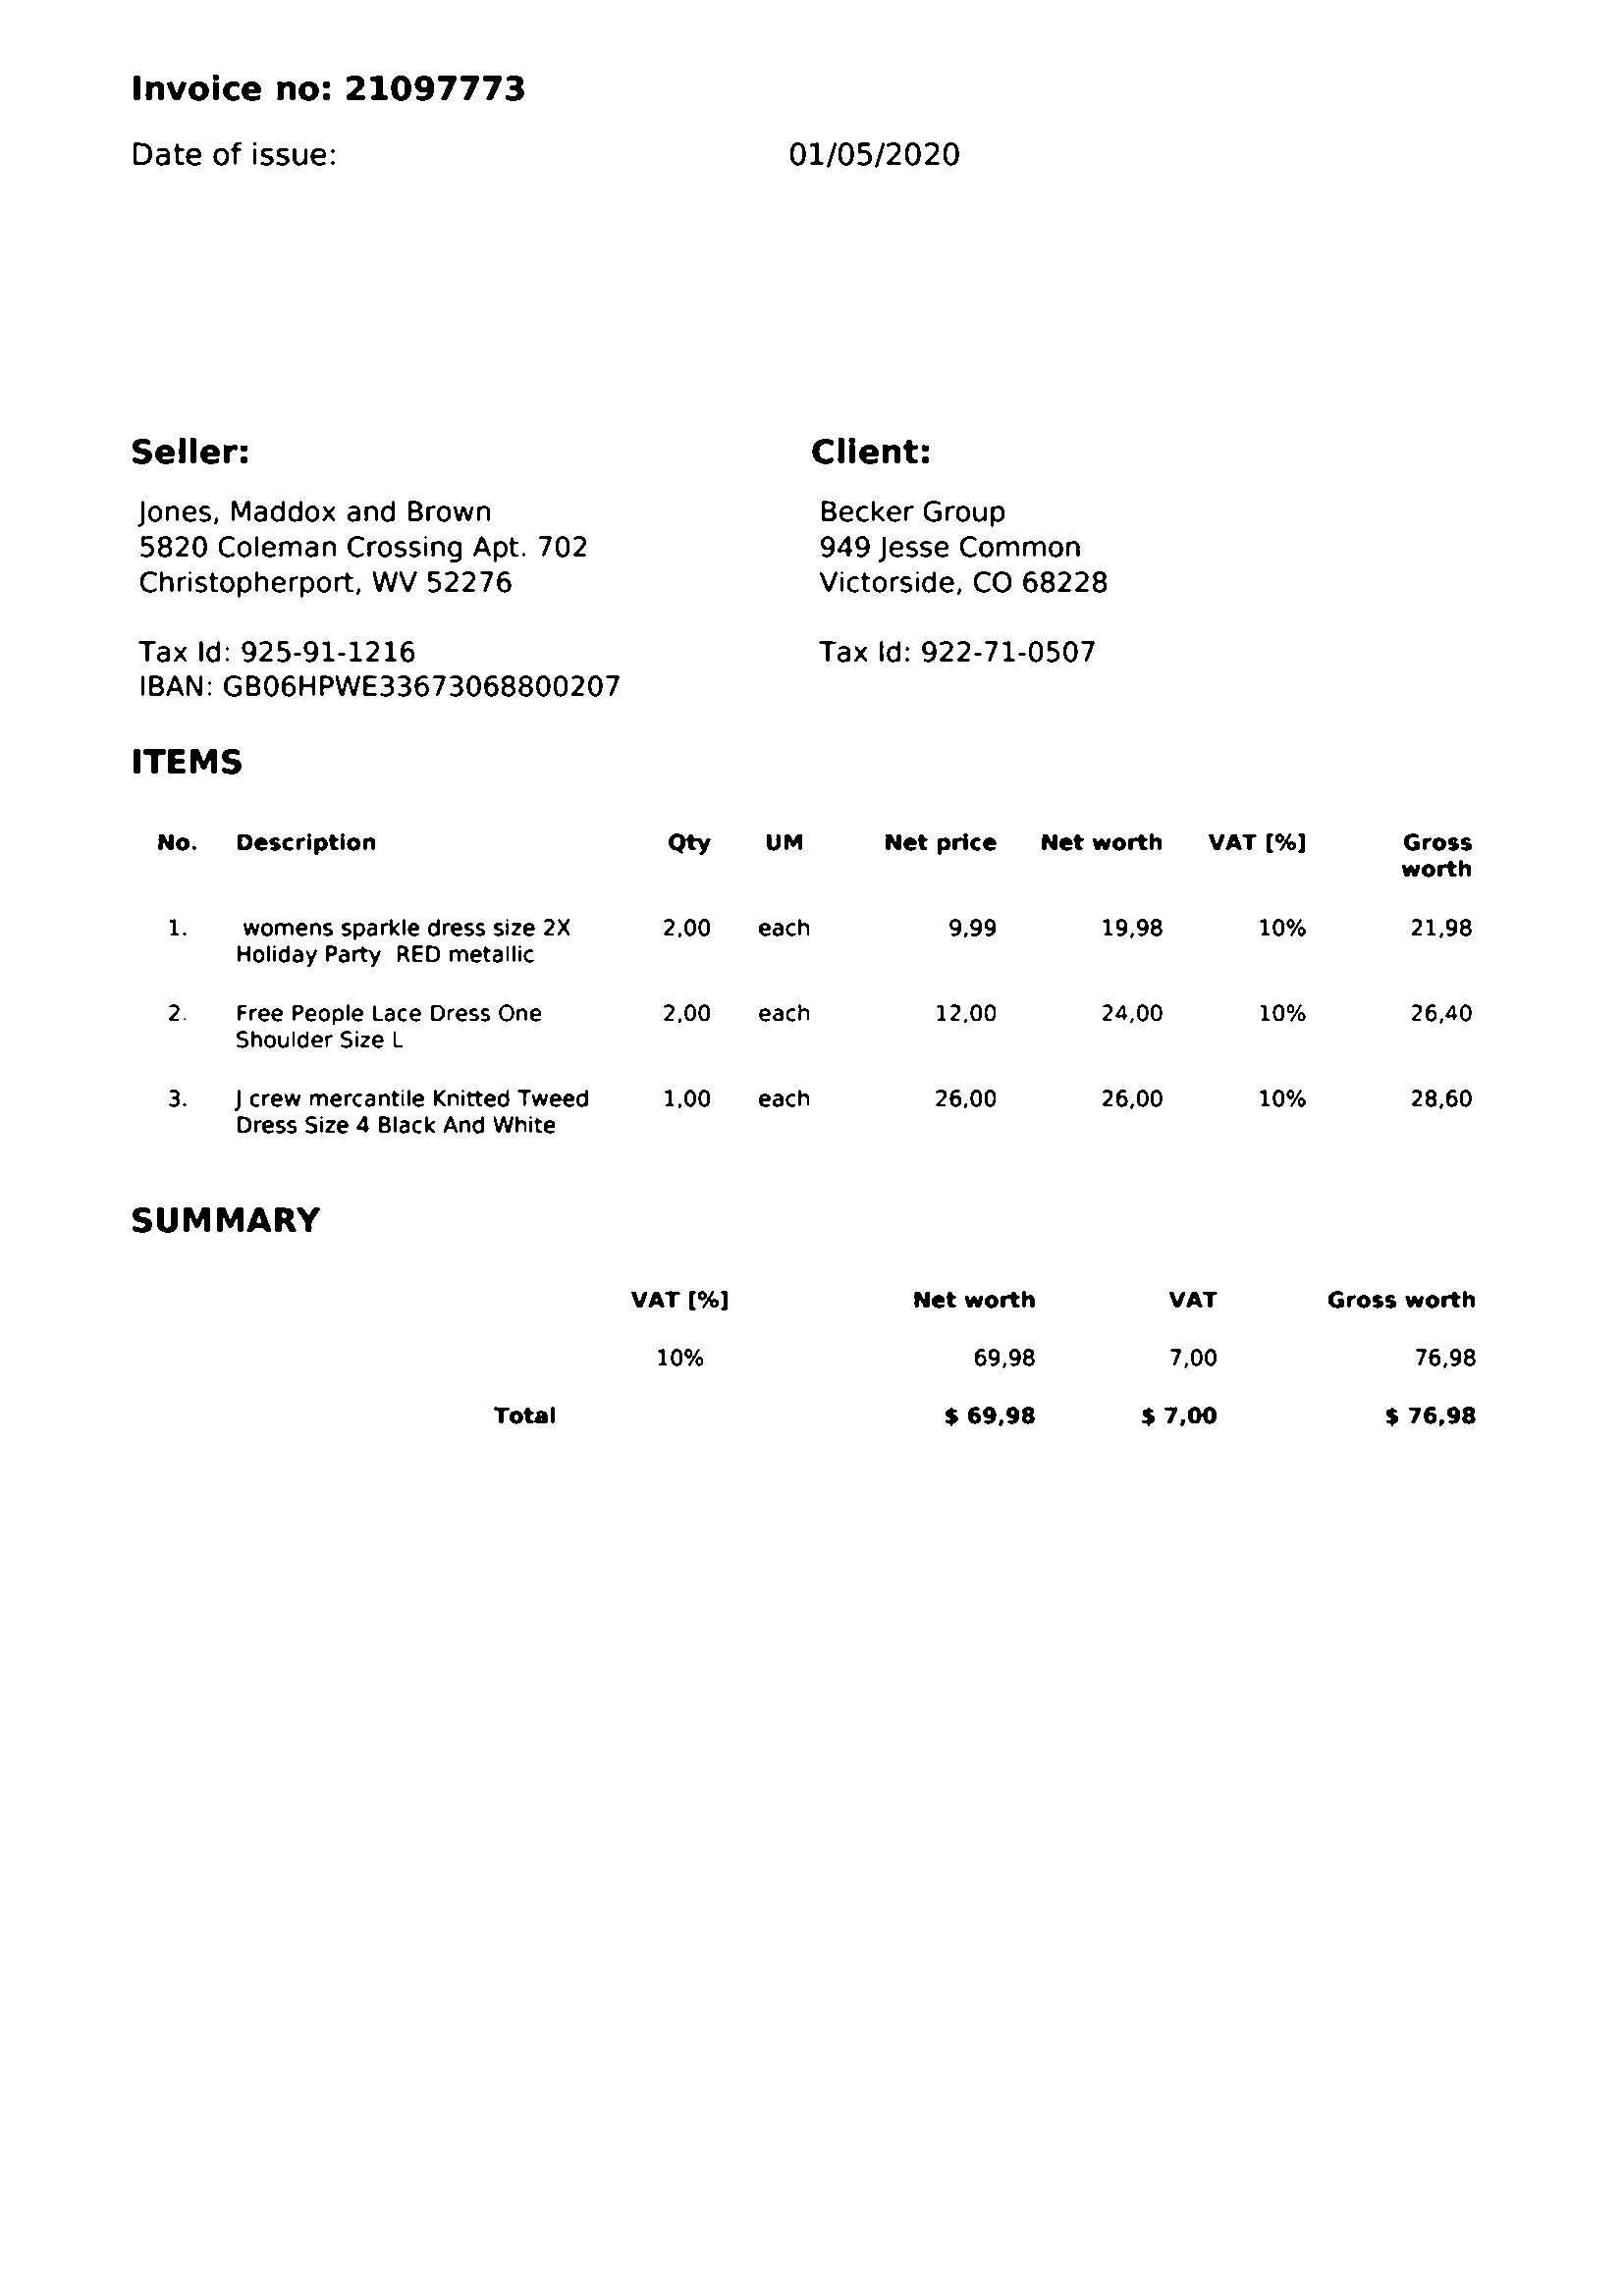 Invoice no: 21097773
Date of issue: 01/05/2020
Seller:
Jones, Maddox and Brown
5820 Coleman Crossing Apt. 702
Christopherport, WV 52276
Tax Id: 925-91-1216
IBAN: GB06HPWE33673068800207
Client:
Becker Group
949 Jesse Common
Victorside, CO 68228
Tax Id: 922-71-0507
ITEMS
No. Description Qty UM Net price Net worth VAT [%] Gross
worth
1. womens sparkle dress size 2X 2,00 each 9,99 19,98 10% 21,98
Holiday Party RED metallic
2. Free People Lace Dress One 2,00 each 12,00 24,00 10% 26,40
Shoulder Size L
3. J crew mercantile Knitted Tweed 1,00 each 26,00 26,00 10% 28,60
Dress Size 4 Black And White
SUMMARY
VAT [%] Net worth VAT Gross worth
10% 69,98 7,00 76,98
Total $ 69,98 $ 7,00 $ 76,98